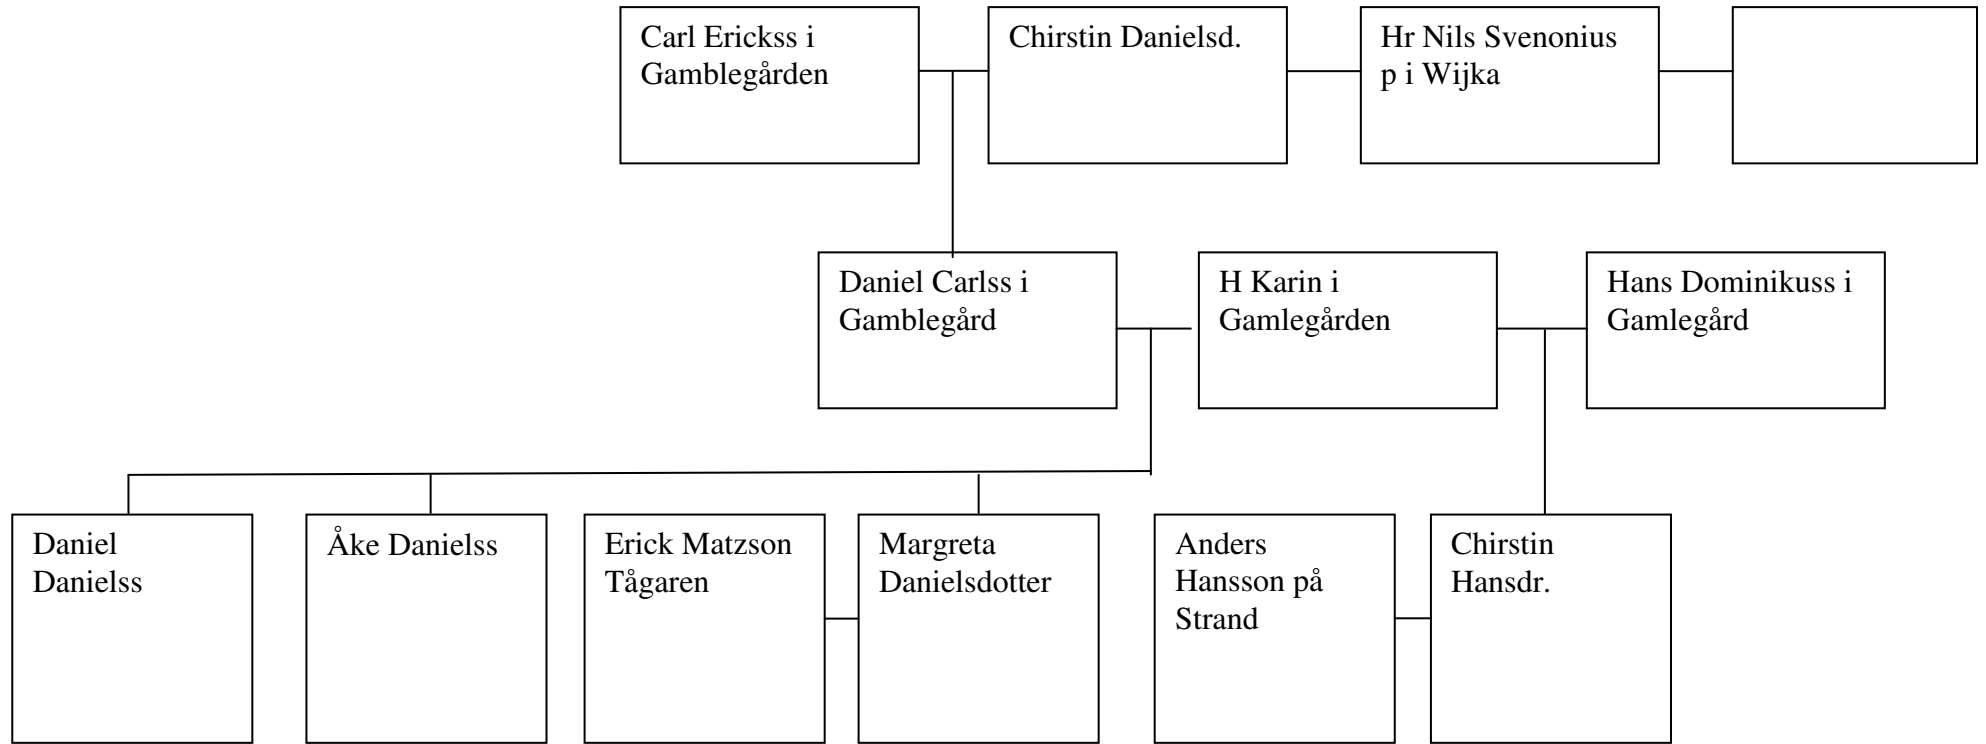 Carl Erickss i
Gamblegården
Chirstin Danielsd.
Hr Nils Svenonius
p i Wijka
Daniel Carlss i
Gamblegård
H Karin i
Gamlegården
Hans Dominikuss i
Gamlegård
Daniel
Danielss
Åke Danielss
Erick Matzson
Tågaren
Margreta
Danielsdotter
Anders
Hansson på
Strand
Chirstin
Hansdr.